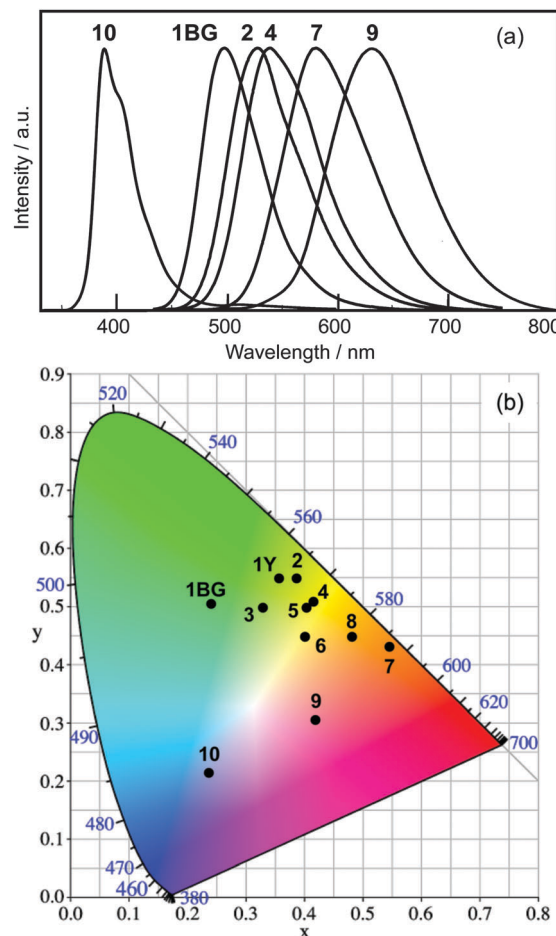 10 1BG 2 4 7 9 (a)
Intensity / a.u.
400 500 600 700 800
Wavelength / nm
0.9 (b)
520
0.8
540
0.7
560
0.6
1Y 2
500 1BG 4 580
0.5 3 5 8
y 6 7 600
0.4
620
9
0.3
490 700
10
0.2
480
0.1
470
460
0.0 380
0.0 0.1 0.2 0.3 0.4 0.5 0.6 0.7 0.8
x